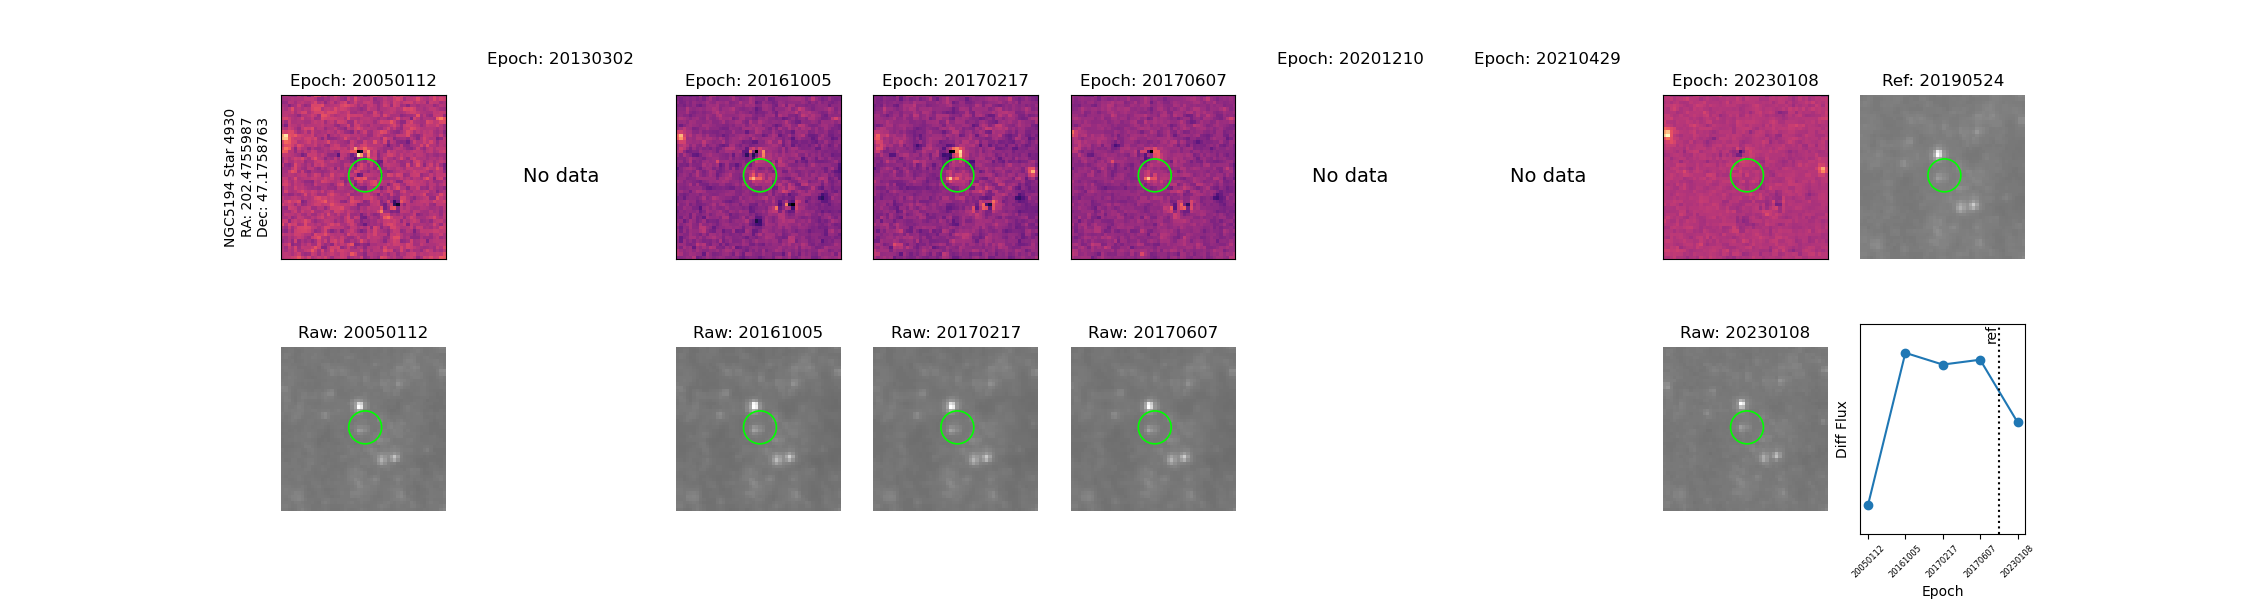 NGC5194 Star 4930
RA: 202.4755987
Dec: 47.1758763
Epoch: 20050112
Epoch: 20130302
No data
Epoch: 20161005
Epoch: 20170217
Epoch: 20170607
Epoch: 20201210
No data
Epoch: 20210429
No data
Epoch: 20230108
Ref: 20190524
Raw: 20050112
Raw: 20161005
Raw: 20170217
Raw: 20170607
Raw: 20230108
ref
Diff Flux
20050112
20161005
20170217
20170607
20230108
Epoch